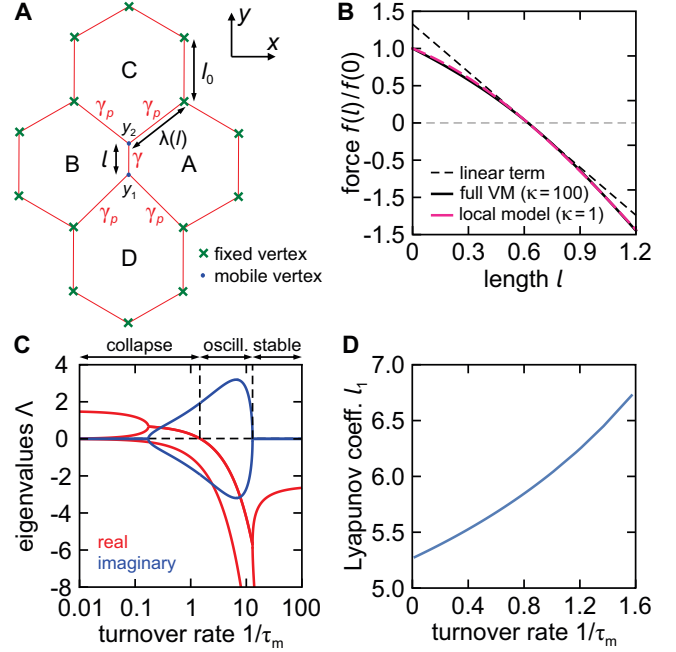 A
y
x
C
l₀
γₚ
γₚ
y₂
λ(l)
B
l
γ
A
y₁
γₚ
γₚ
D
fixed vertex
mobile vertex
B
force f(l)/f(0)
1.5
1.0
0.5
0
-0.5
-1.0
-1.5
linear term
full VM (κ=100)
local model (κ=1)
0 0.3 0.6 0.9 1.2
length l
C
collapse oscill. stable
eigenvalues Λ
4
2
0
-2
-4
-6
-8
real
imaginary
0.01 0.1 1 10 100
turnover rate 1/τₘ
D
Lyapunov coeff. l₁
7.0
6.5
6.0
5.5
5.0
0 0.4 0.8 1.2 1.6
turnover rate 1/τₘ